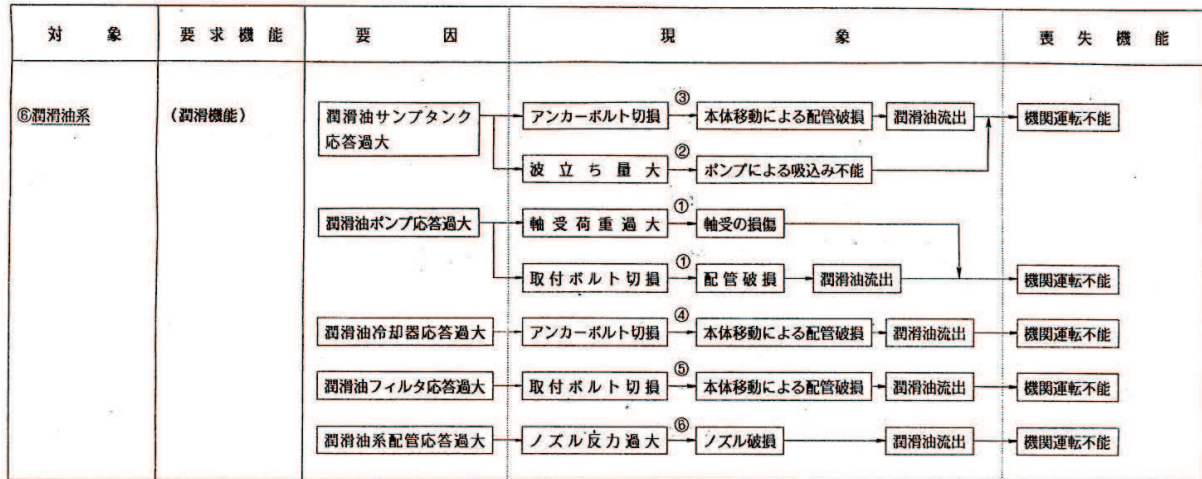 対象 要求機能 要因 現象 喪失機能
⑥潤滑油系 (潤滑機能)
潤滑油サンプタンク
応答過大
アンカーボルト切損 ③ 本体移動による配管破損 潤滑油流出 機関運転不能
波立ち量大 ② ポンプによる吸込み不能
潤滑油ポンプ応答過大 軸受荷重過大 ① 軸受の損傷
取付ボルト切損 ① 配管破損 潤滑油流出 機関運転不能
潤滑油冷却器応答過大 アンカーボルト切損 ④ 本体移動による配管破損 潤滑油流出 機関運転不能
潤滑油フィルタ応答過大 取付ボルト切損 ⑤ 本体移動による配管破損 潤滑油流出 機関運転不能
潤滑油系配管応答過大 ノズル反力過大 ⑥ ノズル破損 潤滑油流出 機関運転不能